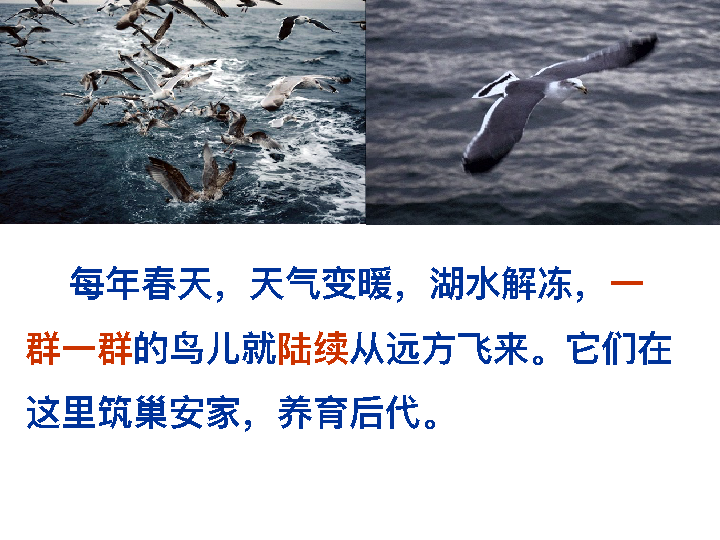 每年春天，天气变暖，湖水解冻，一
群一群的鸟儿就陆续从远方飞来。它们在
这里筑巢安家，养育后代。